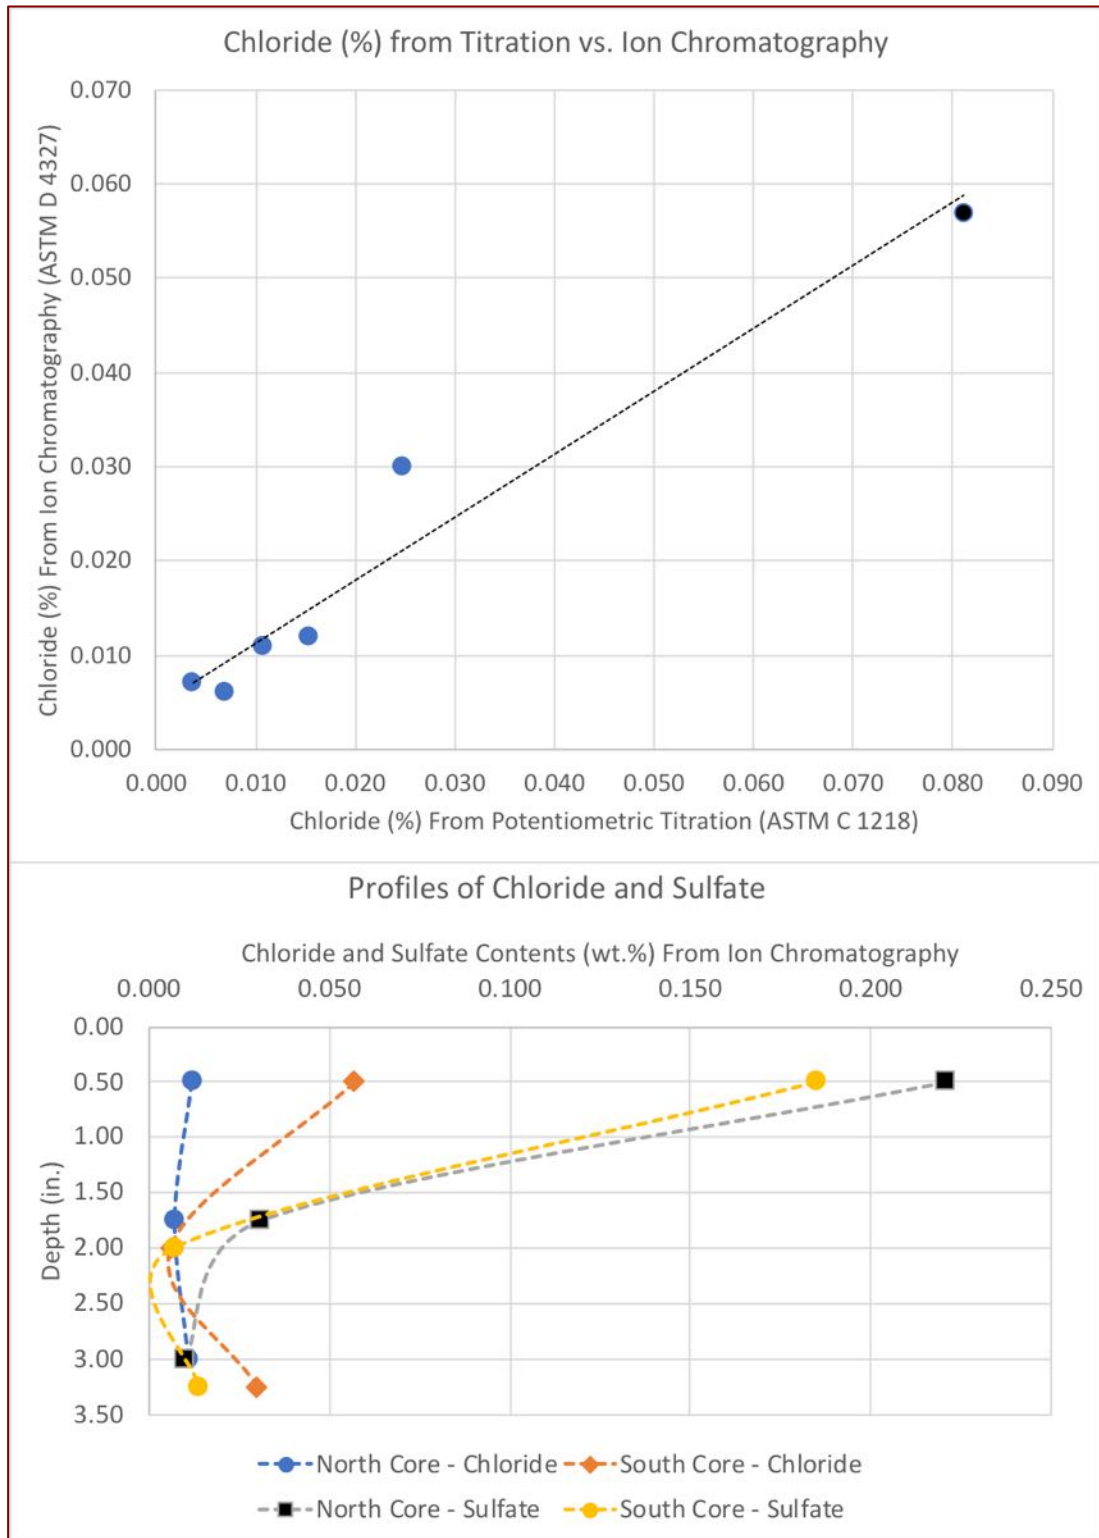 Chloride (%) from Titration vs. Ion Chromatography
Chloride (%) From Ion Chromatography (ASTM D 4327)
0.070
0.060
0.050
0.040
0.030
0.020
0.010
0.000
0.000 0.010 0.020 0.030 0.040 0.050 0.060 0.070 0.080 0.090
Chloride (%) From Potentiometric Titration (ASTM C 1218)
Profiles of Chloride and Sulfate
Chloride and Sulfate Contents (wt.%) From Ion Chromatography
0.000 0.050 0.100 0.150 0.200 0.250
Depth (in.)
0.00
0.50
1.00
1.50
2.00
2.50
3.00
3.50
North Core - Chloride South Core - Chloride
North Core - Sulfate South Core - Sulfate